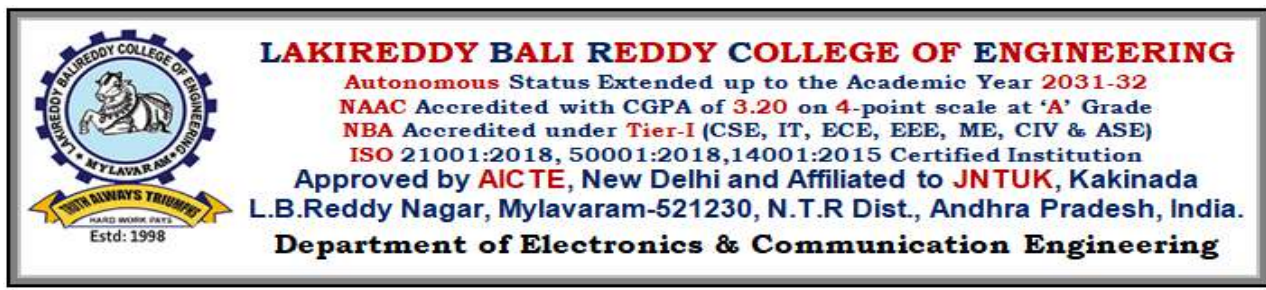 LAKIREDDY BALIREDDY COLLEGE OF ENGINEERING
* MYLAVARAM *
TRUTH ALWAYS TRIUMPHS
HARD WORK PAYS
Estd: 1998
LAKIREDDY BALI REDDY COLLEGE OF ENGINEERING
Autonomous Status Extended up to the Academic Year 2031-32
NAAC Accredited with CGPA of 3.20 on 4-point scale at ‘A’ Grade
NBA Accredited under Tier-I (CSE, IT, ECE, EEE, ME, CIV & ASE)
ISO 21001:2018, 50001:2018,14001:2015 Certified Institution
Approved by AICTE, New Delhi and Affiliated to JNTUK, Kakinada
L.B.Reddy Nagar, Mylavaram-521230, N.T.R Dist., Andhra Pradesh, India.
Department of Electronics & Communication Engineering